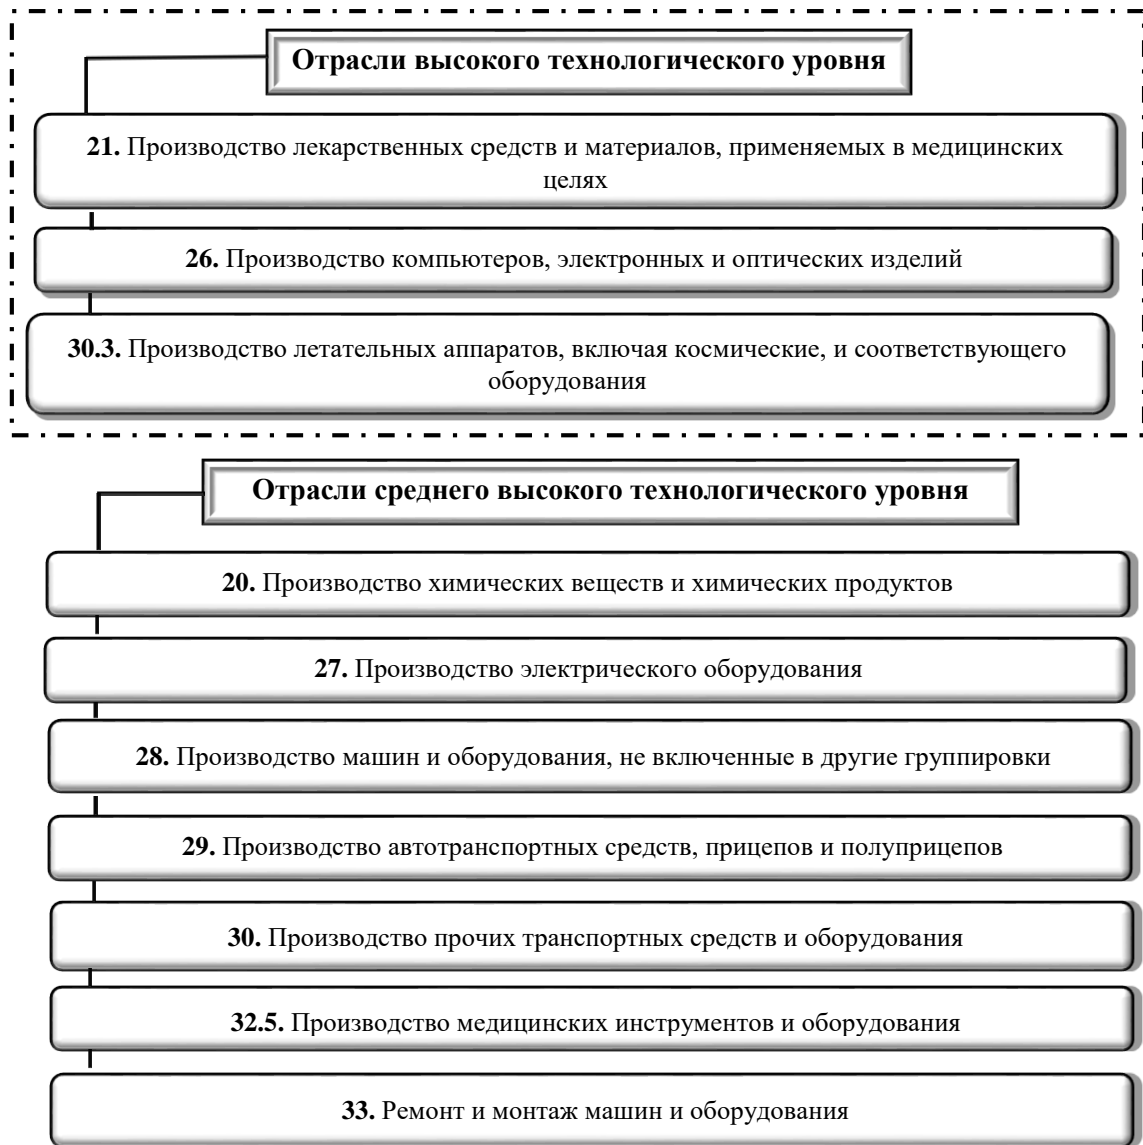 Отрасли высокого технологического уровня
21. Производство лекарственных средств и материалов, применяемых в медицинских
целях
26. Производство компьютеров, электронных и оптических изделий
30.3. Производство летательных аппаратов, включая космические, и соответствующего
оборудования
Отрасли среднего высокого технологического уровня
20. Производство химических веществ и химических продуктов
27. Производство электрического оборудования
28. Производство машин и оборудования, не включенные в другие группировки
29. Производство автотранспортных средств, прицепов и полуприцепов
30. Производство прочих транспортных средств и оборудования
32.5. Производство медицинских инструментов и оборудования
33. Ремонт и монтаж машин и оборудования